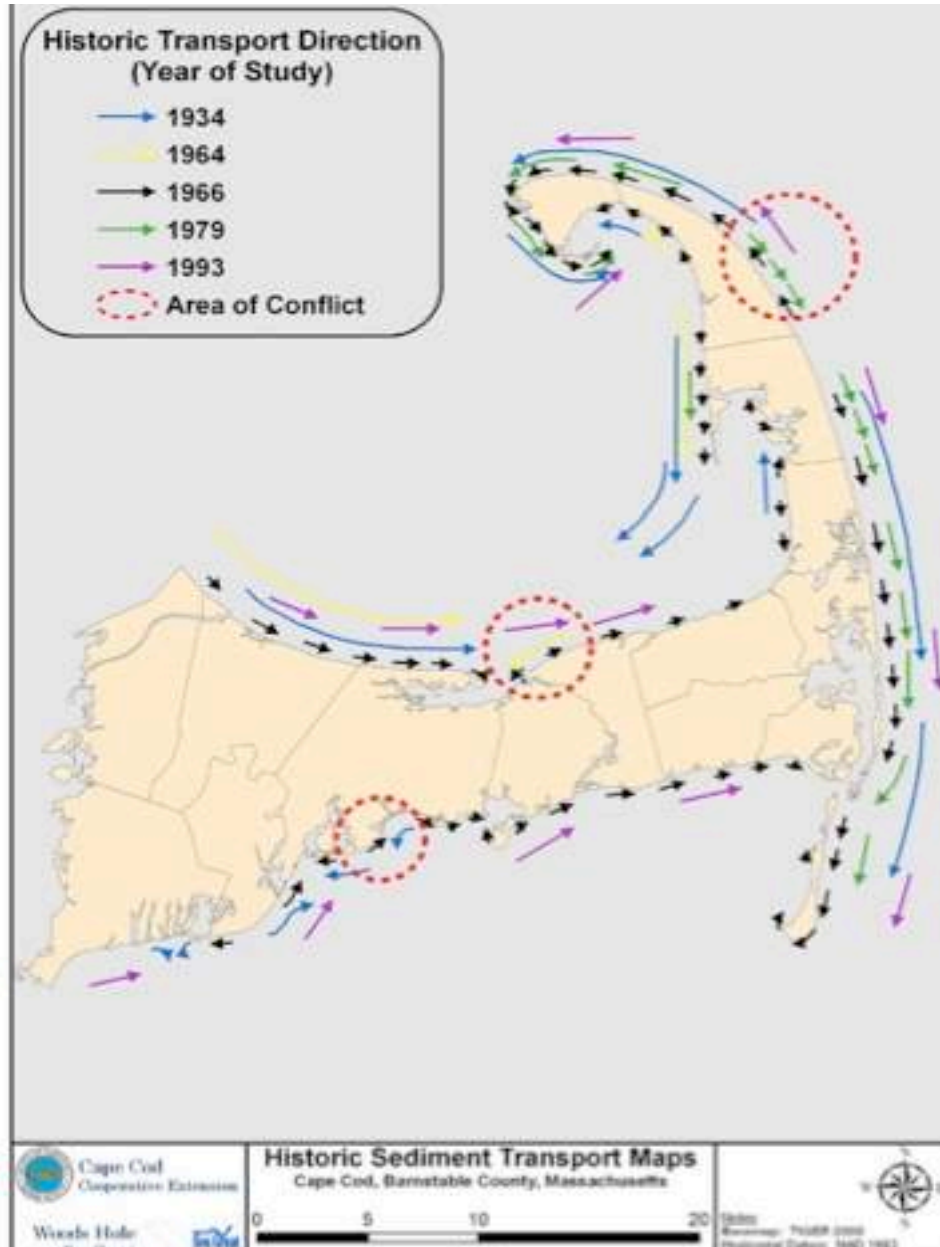 Historic Transport Direction
(Year of Study)
1934
1964
1966
1979
1993
Area of Conflict
Cape Cod
Cooperative Extension
Woods Hole
Historic Sediment Transport Maps
Cape Cod, Barnstable County, Massachusetts
0 5 10 20